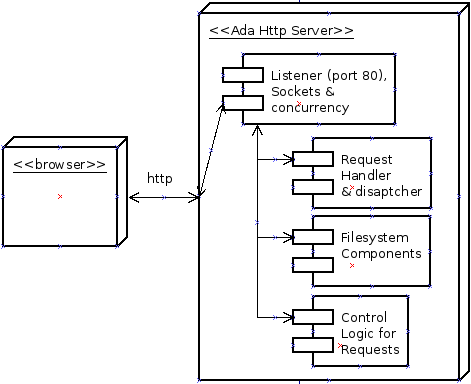 <<Ada Http Server>>
Listener (port 80),
Sockets &
concurrency
<<browser>>
http
Request
Handler
& disaptcher
Filesystem
Components
Control
Logic for
Requests